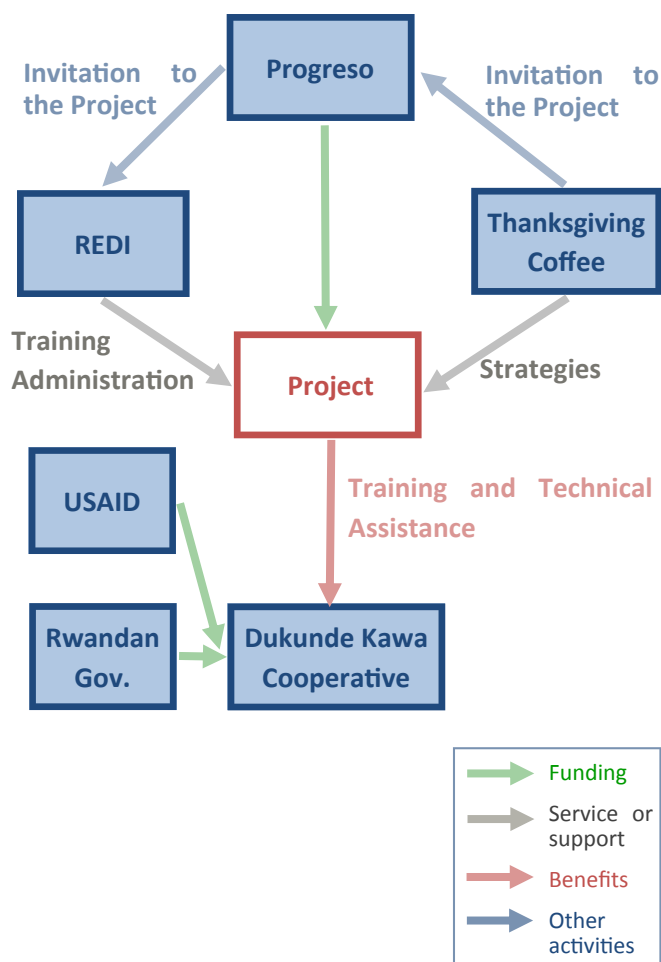 Progreso
Invitation to
the Project
Invitation to
the Project
REDI
Thanksgiving
Coffee
Training
Administration
Project
Strategies
USAID
Training and Technical
Assistance
Rwandan
Gov.
Dukunde Kawa
Cooperative
Funding
Service or
support
Benefits
Other
activities